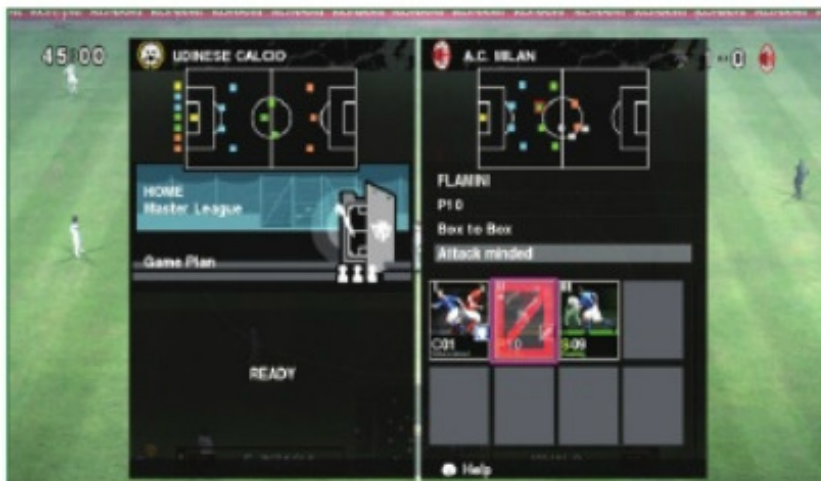 45:00
UDINESE CALCIO
HOME
Master League
Game Plan
READY
A.C. MILAN
-0
FLAMINI
P10
Box to Box
Attack minded
C01
10
S09
Help